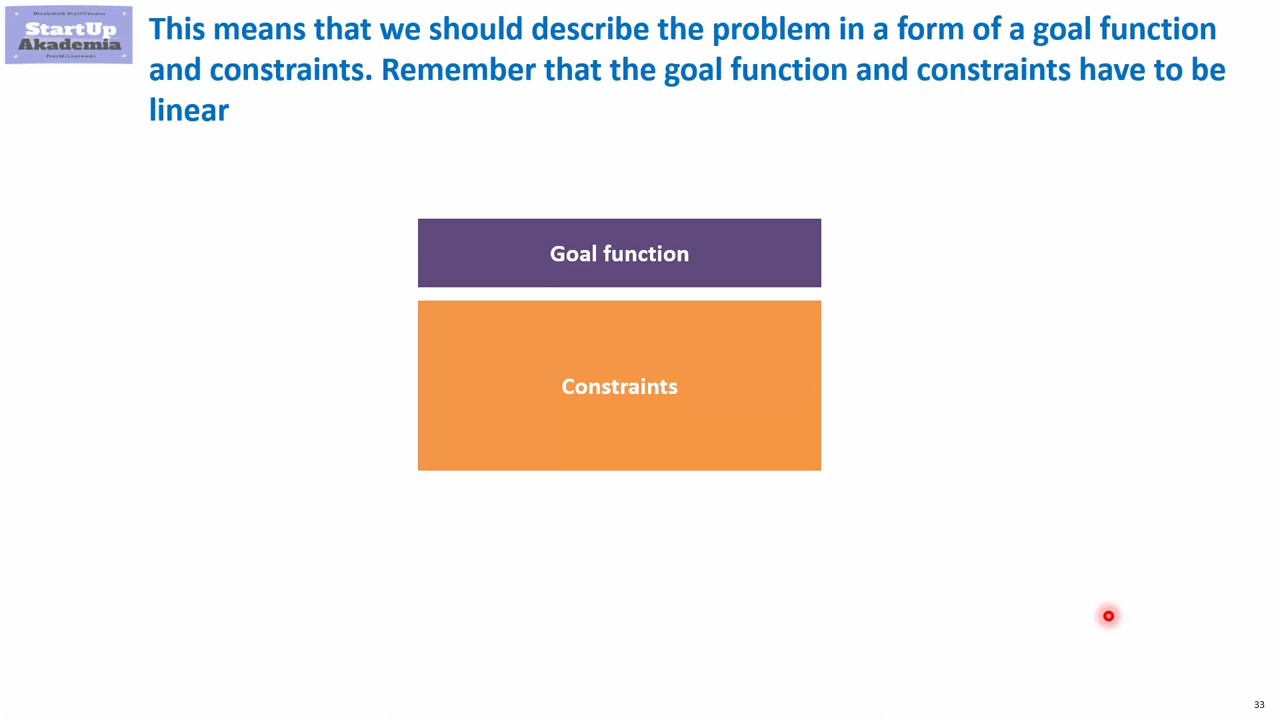 StartUp
Akademia
This means that we should describe the problem in a form of a goal function
and constraints. Remember that the goal function and constraints have to be
linear
Goal function
Constraints
33